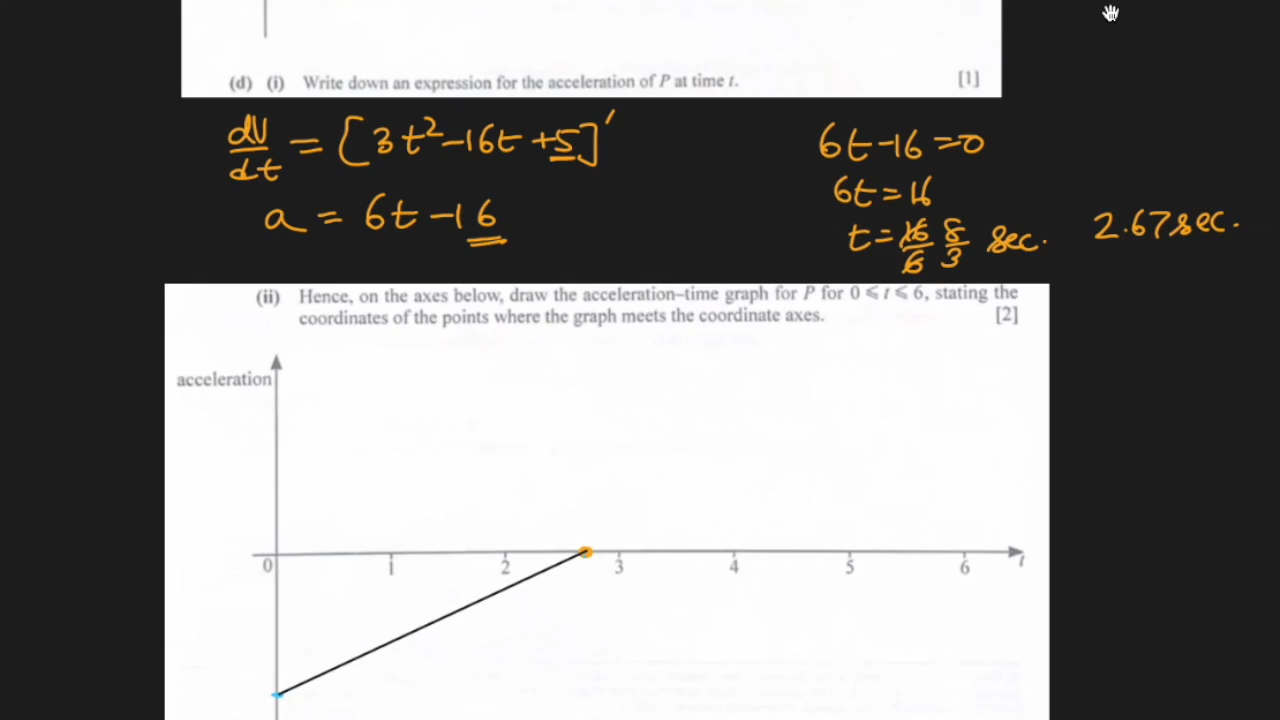 (d) (i) Write down an expression for the acceleration of P at time t. [1]
dV/dt = [3t²-16t+5]'
a = 6t-16
6t-16=0
6t=16
t=16/6 8/3 sec. 2.67sec.
(ii) Hence, on the axes below, draw the acceleration–time graph for P for 0 ⩽ t ⩽ 6, stating the
coordinates of the points where the graph meets the coordinate axes. [2]
acceleration
0 1 2 3 4 5 6 t